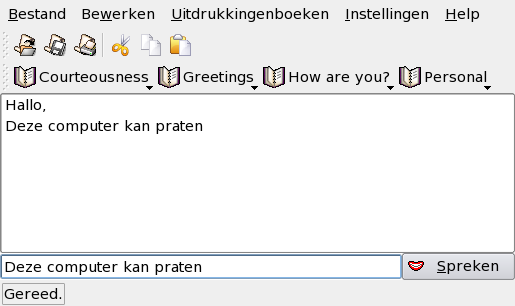 Bestand Bewerken Uitdrukkingenboeken Instellingen Help
Courteousness Greetings How are you? Personal
Hallo,
Deze computer kan praten
Deze computer kan praten Spreken
Gereed.